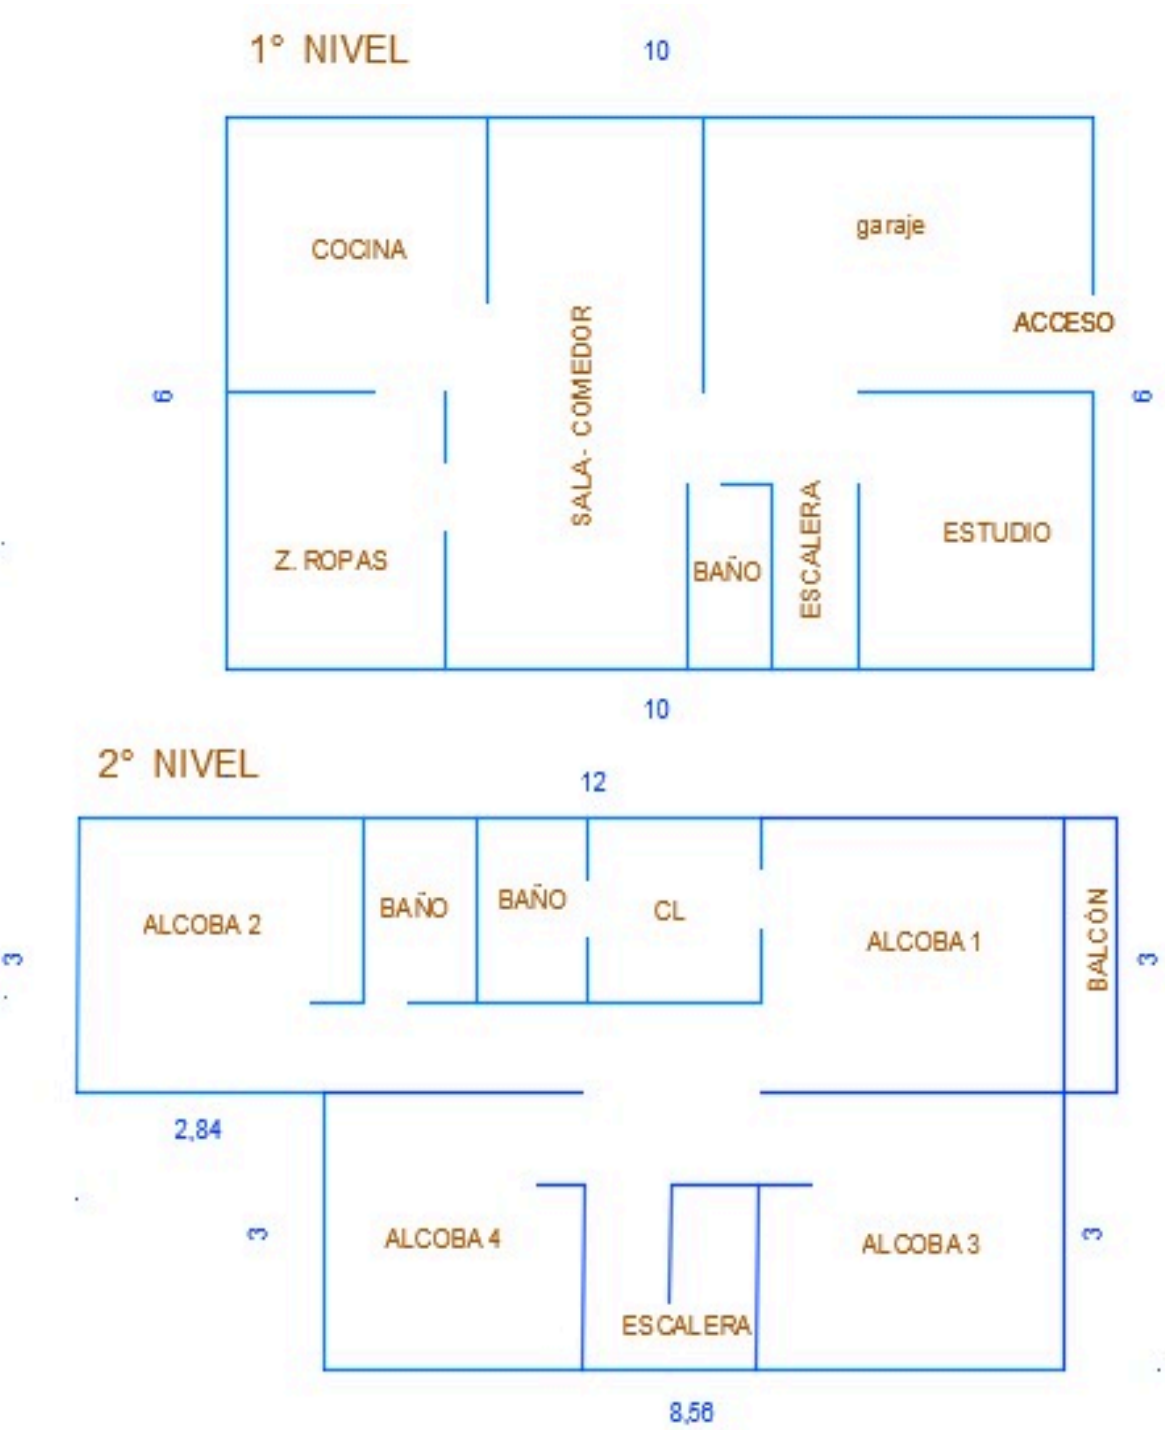 1° NIVEL
10
COCINA
garaje
ACCESO
SALA- COMEDOR
6
6
Z. ROPAS
BAÑO
ESCALERA
ESTUDIO
10
2° NIVEL
12
ALCOBA 2
BAÑO
BAÑO
CL
ALCOBA 1
BALCÓN
3
3
2,84
3
ALCOBA 4
ESCALERA
ALCOBA 3
3
8,56